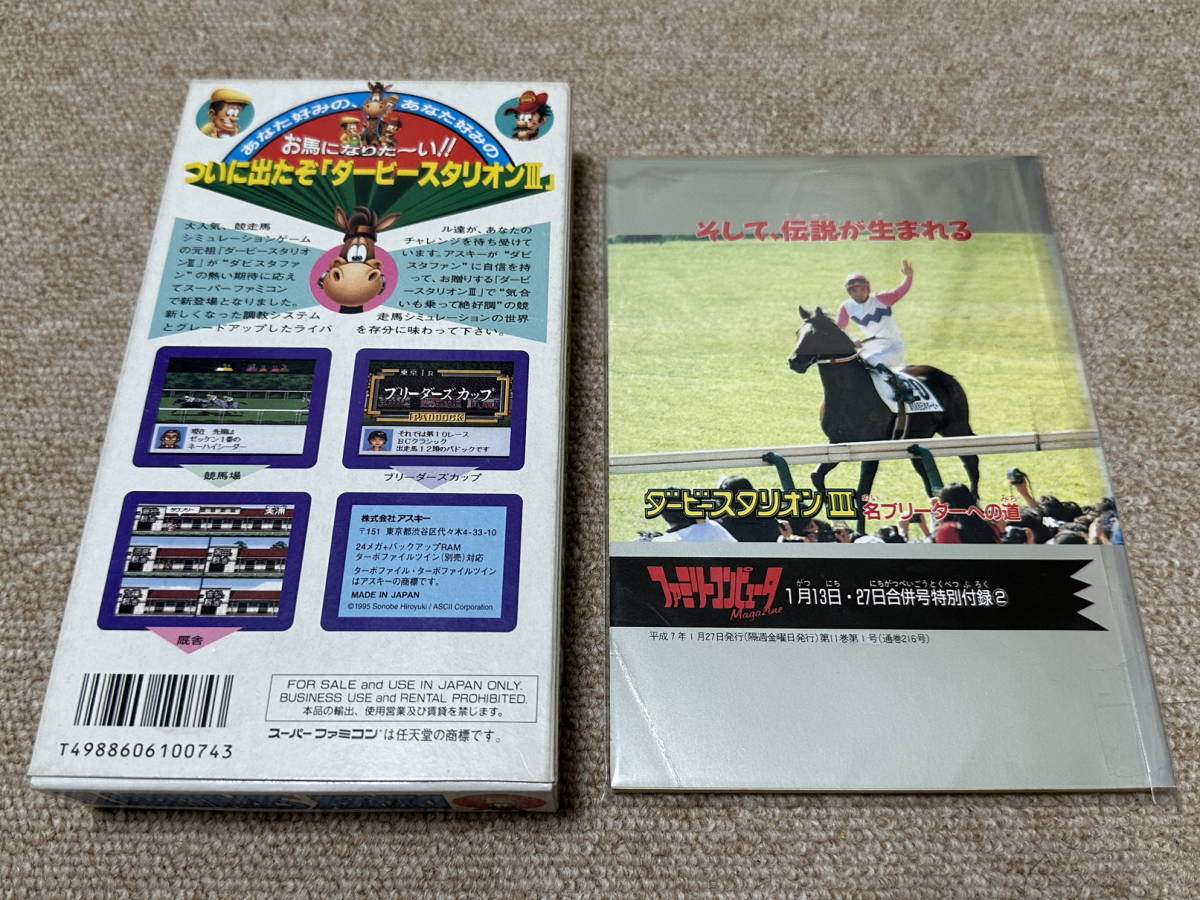 あなた好みの、あなた好みの
お馬になりた〜い!!
ついに出たぞ「ダービースタリオンⅢ」
大人気、競走馬
シミュレーションゲーム
の元祖「ダービースタリオ
ンⅢ」が“ダビスタファ
ン”の熱い期待に応え
てスーパーファミコン
で新登場となりました。
新しくなった調教システム
とグレードアップしたライバ
ル達が、あなたの
チャレンジを待ち受けて
います。アスキーが“ダビ
スタファン”に自信を持
って、お贈りする「ダービ
ースタリオンⅢ」で“気合
いも乗って絶好調”の競
走馬シミュレーションの世界
を存分に味わって下さい。
現在 先頭は
ゼッケン1番の
ネーハイシーダー
競馬場
東京1R
ブリーダーズカップ
PADDOCK
それでは第10レース
BCクラシック
出走馬12頭のパドックです
ブリーダーズカップ
美浦
厩舎
株式会社アスキー
〒151 東京都渋谷区代々木4-33-10
24メガ+バックアップRAM
ターボファイルツイン(別売)対応
ターボファイル・ターボファイルツイン
はアスキーの商標です。
MADE IN JAPAN
©1995 Sonobe Hiroyuki / ASCII Corporation
FOR SALE and USE IN JAPAN ONLY.
BUSINESS USE and RENTAL PROHIBITED.
本品の輸出、使用営業及び賃貸を禁じます。
スーパーファミコン®は任天堂の商標です。
T4988606100743
そして、伝説が生まれる
ダービースタリオンⅢ 名ブリーダーへの道
ファミリーコンピュータ Magazine
1月13日・27日合併号特別付録②
平成7年1月27日発行(隔週金曜日発行)第11巻第1号(通巻216号)